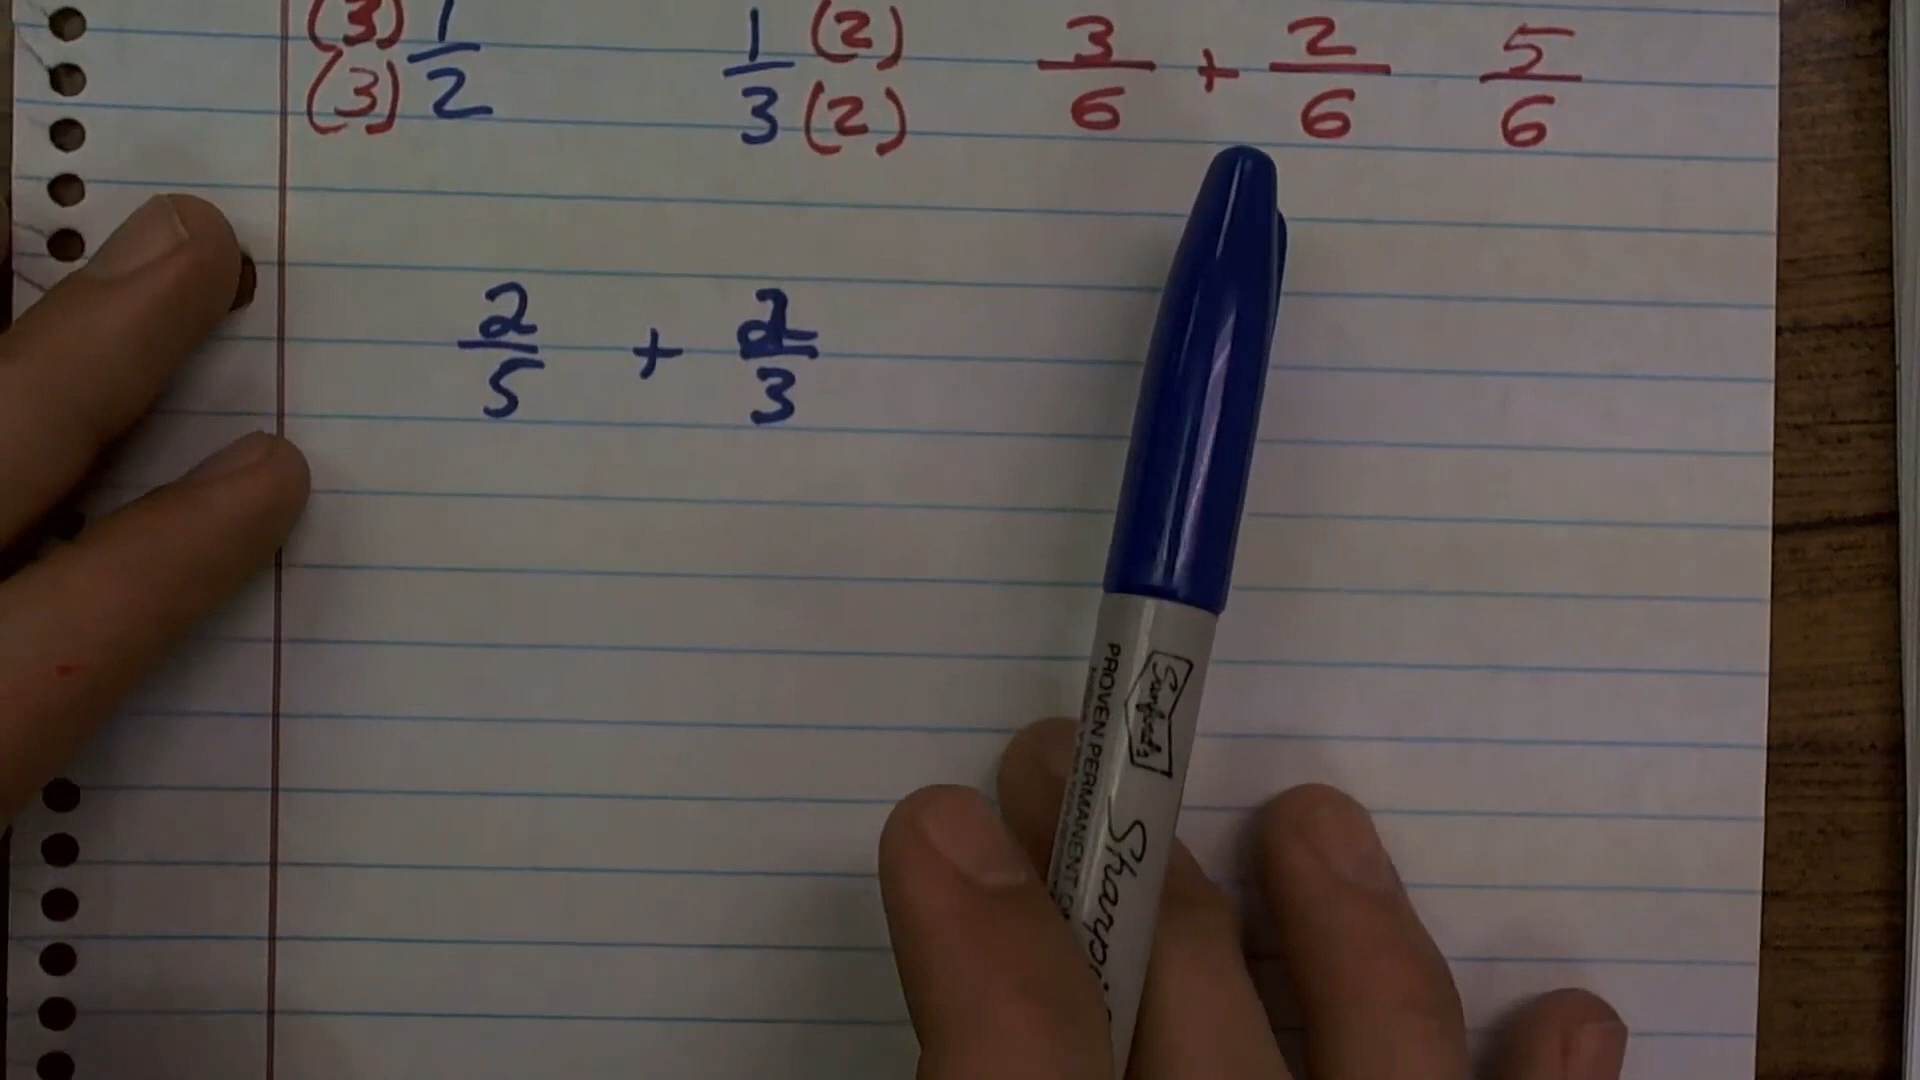 (3) 1/(3) 2 1/3 (2)/(2) 3/6 + 2/6 5/6
2/5 + 2/3
Sanford
PROVEN PERMANENT
Sharpie